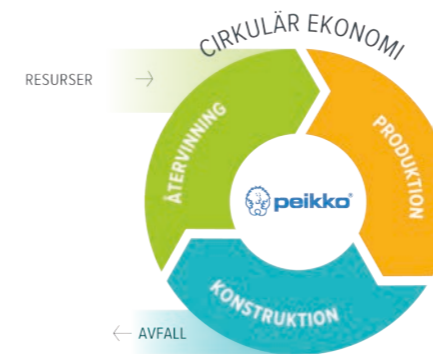 CIRKULÄR EKONOMI
RESURSER →
ÅTERVINNING
PRODUKTION
peikko®
KONSTRUKTION
← AVFALL